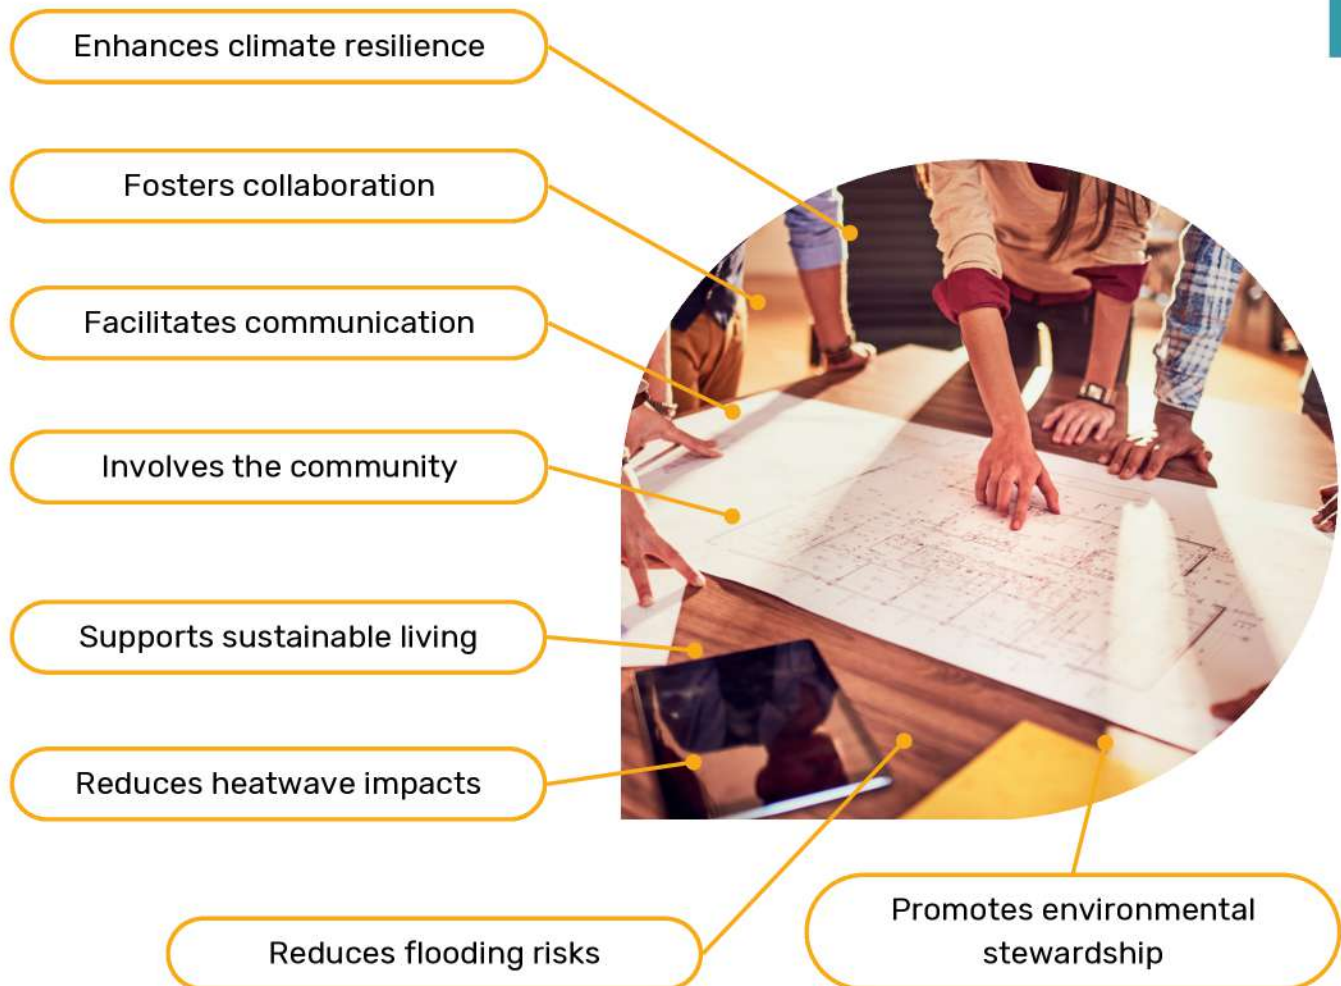 Enhances climate resilience
Fosters collaboration
Facilitates communication
Involves the community
Supports sustainable living
Reduces heatwave impacts
Reduces flooding risks
Promotes environmental
stewardship